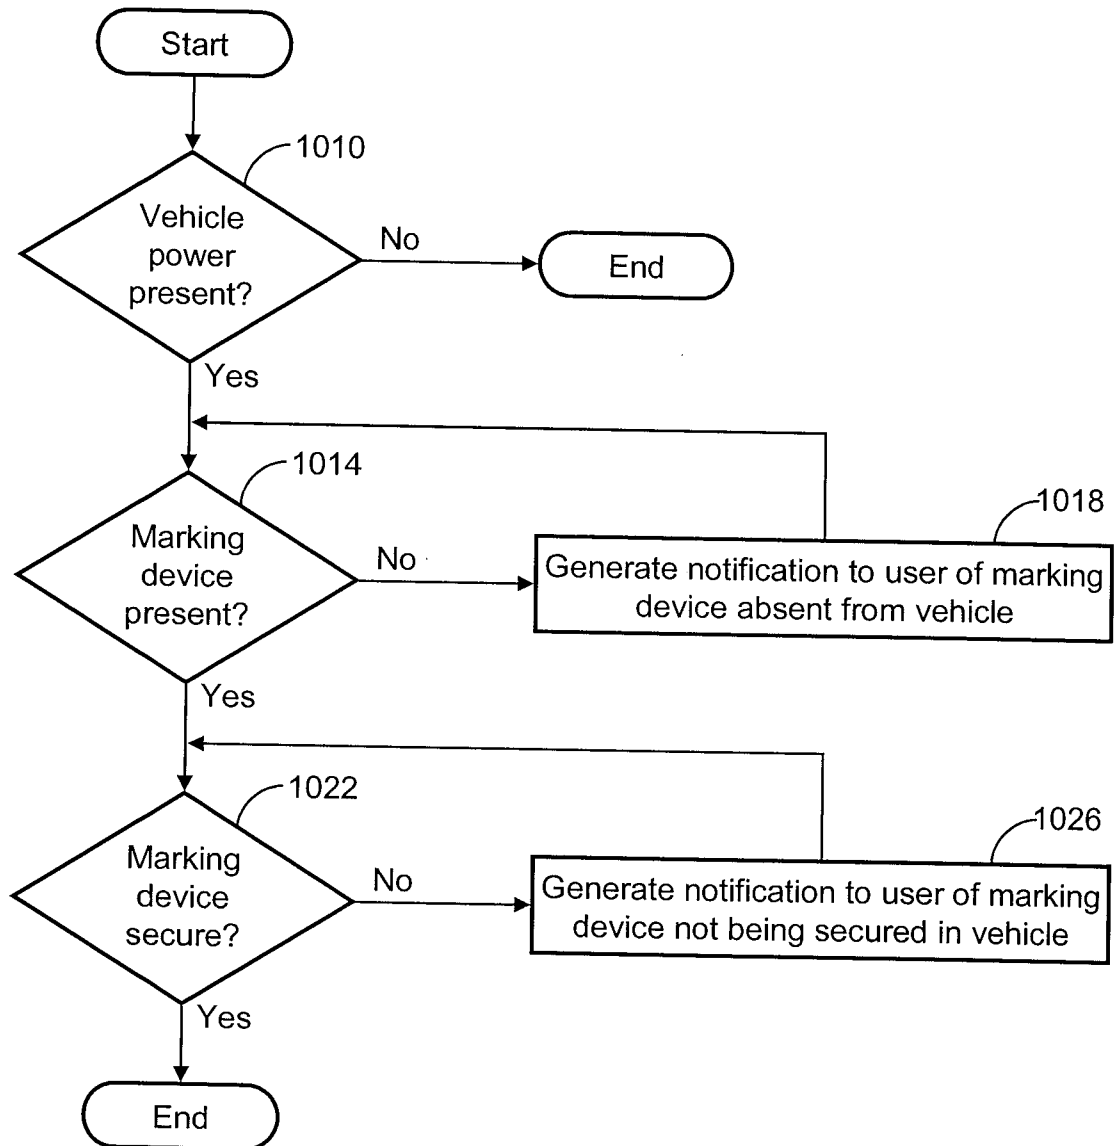 Start
1010
Vehicle
power
present?
No
End
Yes
1014
Marking
device
present?
No
1018
Generate notification to user of marking
device absent from vehicle
Yes
1022
Marking
device
secure?
No
1026
Generate notification to user of marking
device not being secured in vehicle
Yes
End